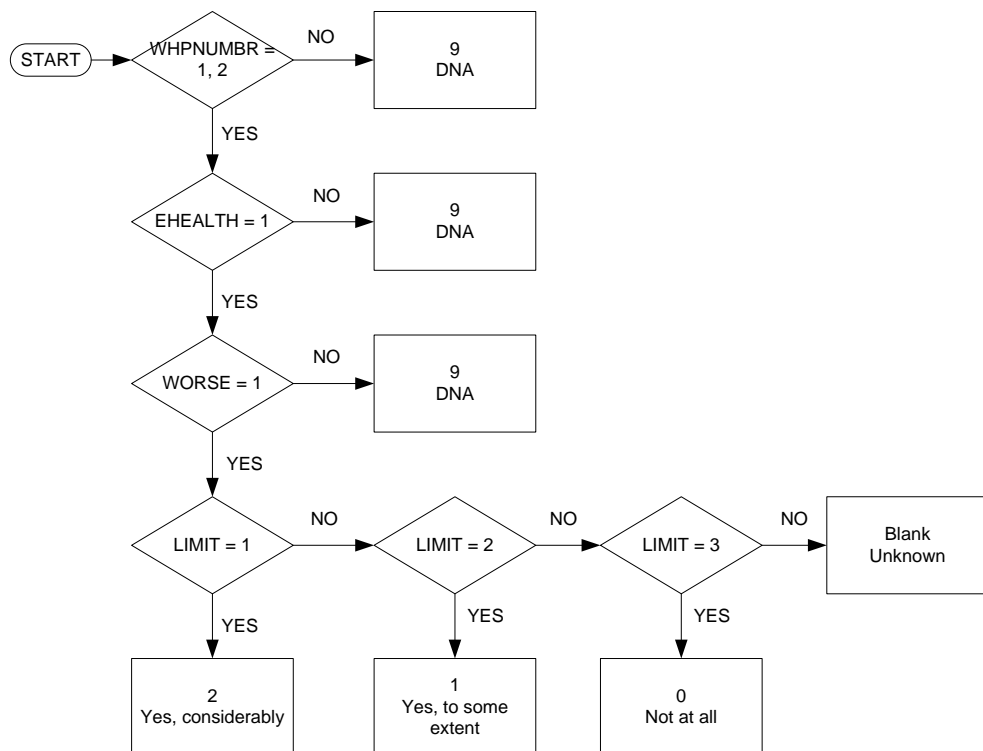 START
WHPNUMBR =
1, 2
NO
9
DNA
YES
EHEALTH = 1
NO
9
DNA
YES
WORSE = 1
NO
9
DNA
YES
LIMIT = 1
NO
LIMIT = 2
NO
LIMIT = 3
NO
Blank
Unknown
YES
YES
YES
2
Yes, considerably
1
Yes, to some
extent
0
Not at all